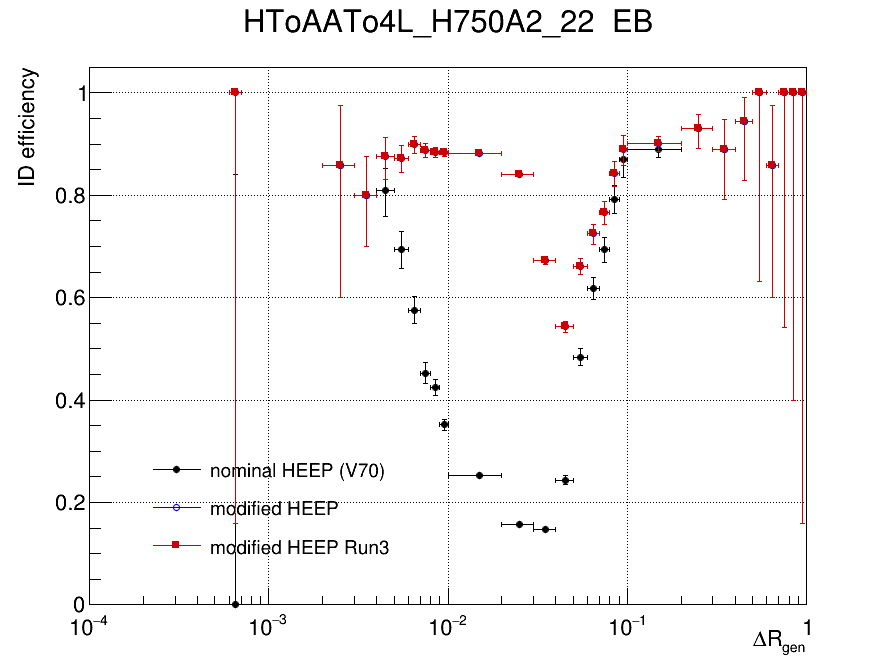 HToAATo4L_H750A2_22 EB
ID efficiency
1
0.8
0.6
0.4
0.2
0
nominal HEEP (V70)
modified HEEP
modified HEEP Run3
10⁻⁴ 10⁻³ 10⁻² 10⁻¹ 1
ΔR_gen